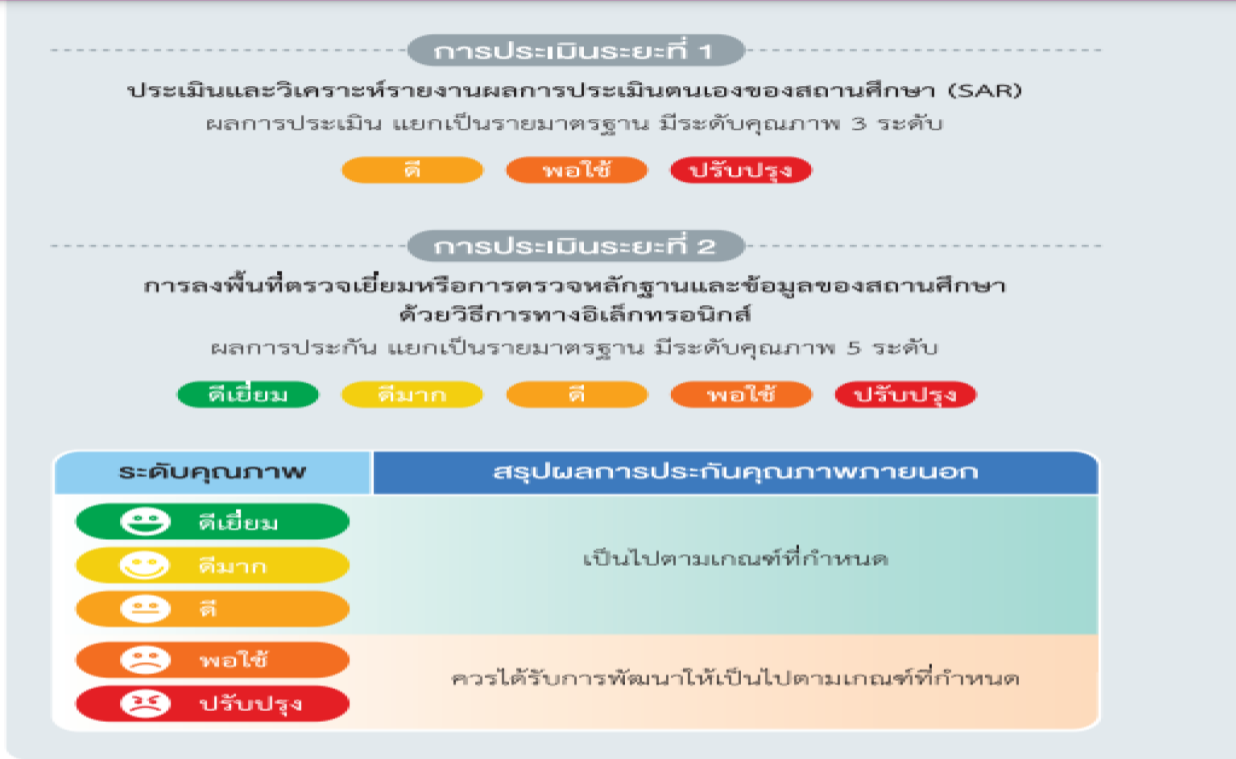 การประเมินระยะที่ 1
ประเมินและวิเคราะห์รายงานผลการประเมินตนเองของสถานศึกษา (SAR)
ผลการประเมิน แยกเป็นรายมาตรฐาน มีระดับคุณภาพ 3 ระดับ
ดี พอใช้ ปรับปรุง
การประเมินระยะที่ 2
การลงพื้นที่ตรวจเยี่ยมหรือการตรวจหลักฐานและข้อมูลของสถานศึกษา
ด้วยวิธีการทางอิเล็กทรอนิกส์
ผลการประกัน แยกเป็นรายมาตรฐาน มีระดับคุณภาพ 5 ระดับ
ดีเยี่ยม ดีมาก ดี พอใช้ ปรับปรุง
ระดับคุณภาพ สรุปผลการประกันคุณภาพภายนอก
ดีเยี่ยม
ดีมาก
ดี
เป็นไปตามเกณฑ์ที่กำหนด
พอใช้
ปรับปรุง
ควรได้รับการพัฒนาให้เป็นไปตามเกณฑ์ที่กำหนด